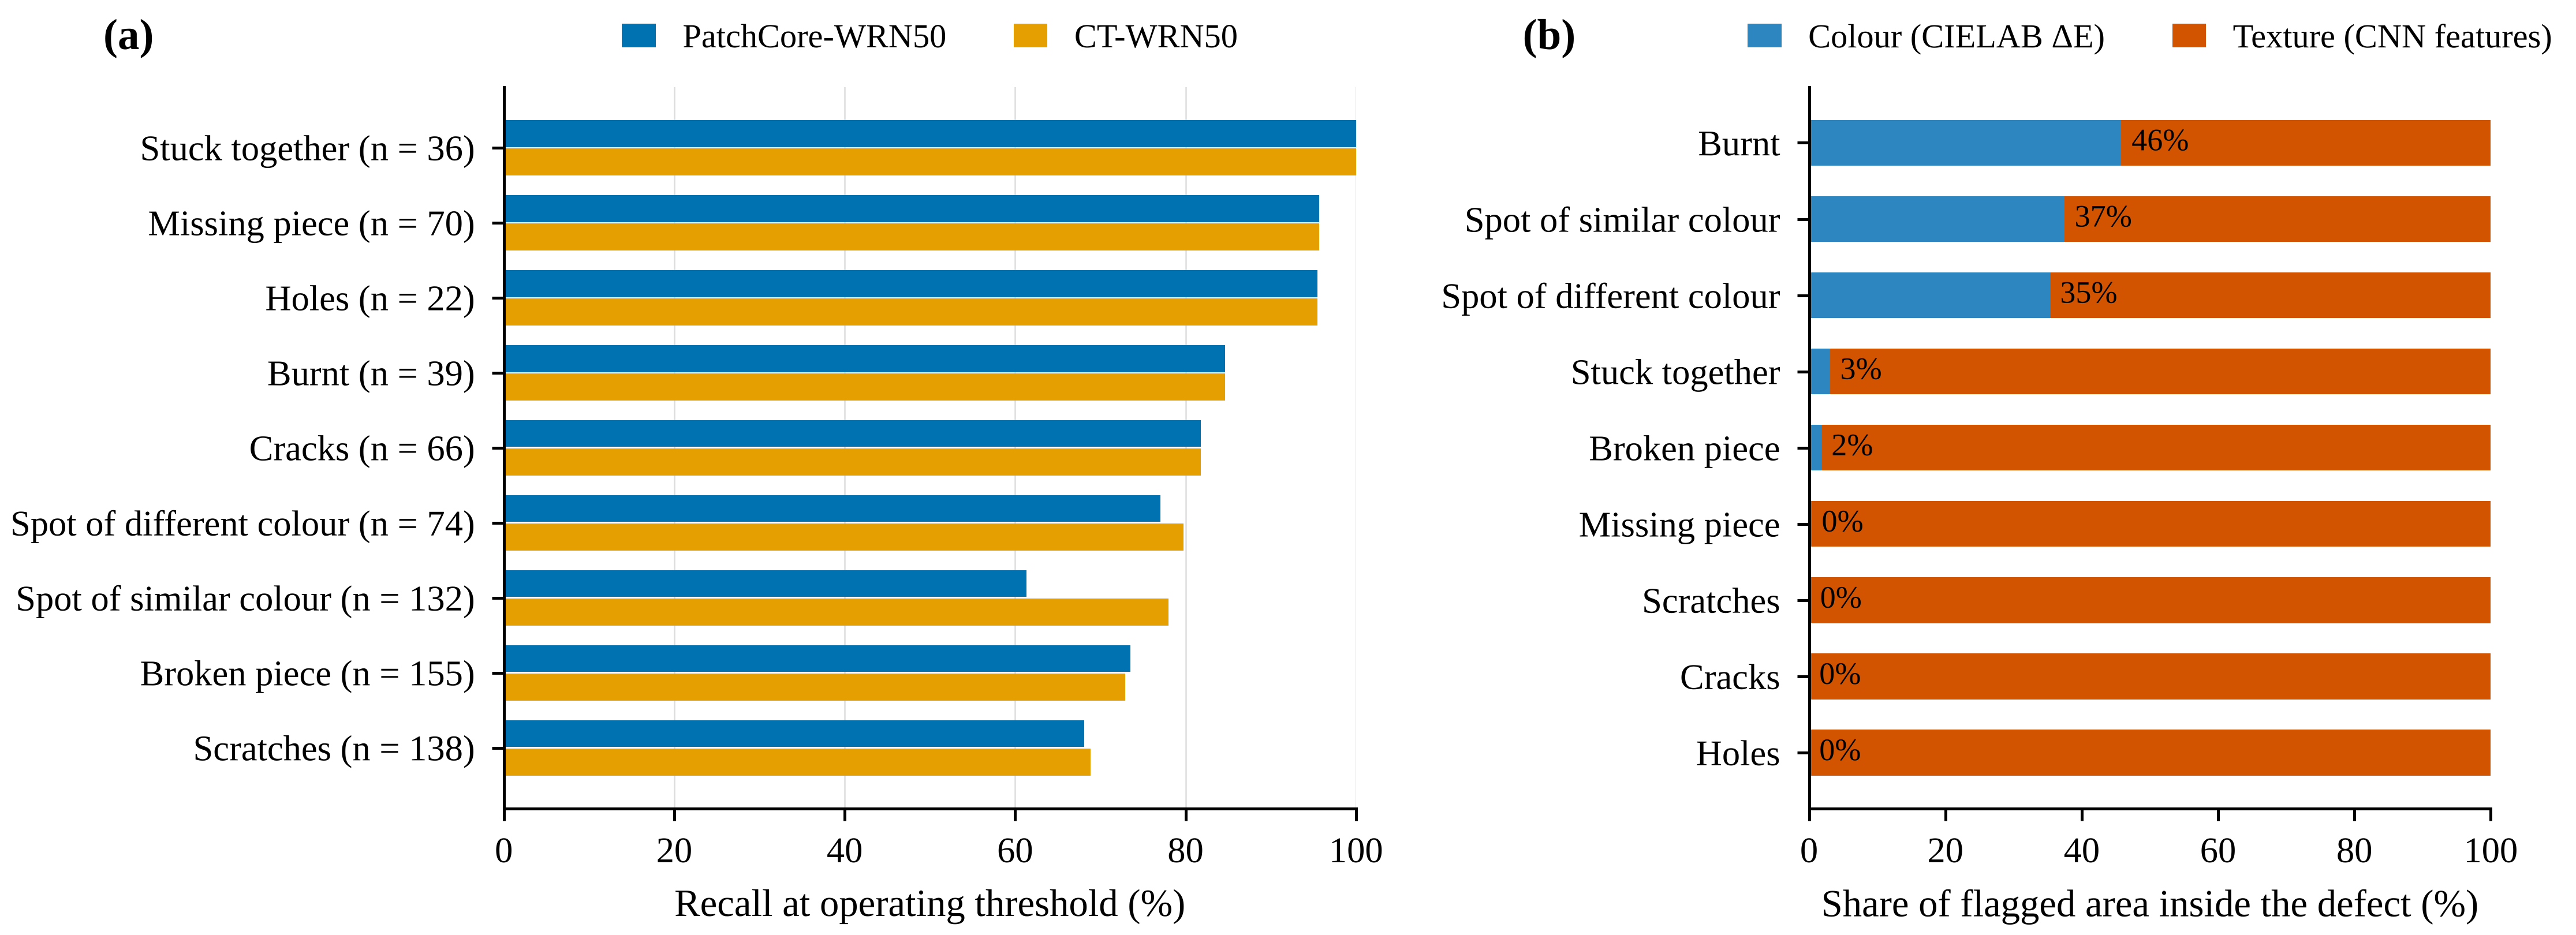 (a)
PatchCore-WRN50 CT-WRN50
Stuck together (n = 36)
Missing piece (n = 70)
Holes (n = 22)
Burnt (n = 39)
Cracks (n = 66)
Spot of different colour (n = 74)
Spot of similar colour (n = 132)
Broken piece (n = 155)
Scratches (n = 138)
0 20 40 60 80 100
Recall at operating threshold (%)
(b)
Colour (CIELAB ΔE) Texture (CNN features)
Burnt 46%
Spot of similar colour 37%
Spot of different colour 35%
Stuck together 3%
Broken piece 2%
Missing piece 0%
Scratches 0%
Cracks 0%
Holes 0%
0 20 40 60 80 100
Share of flagged area inside the defect (%)